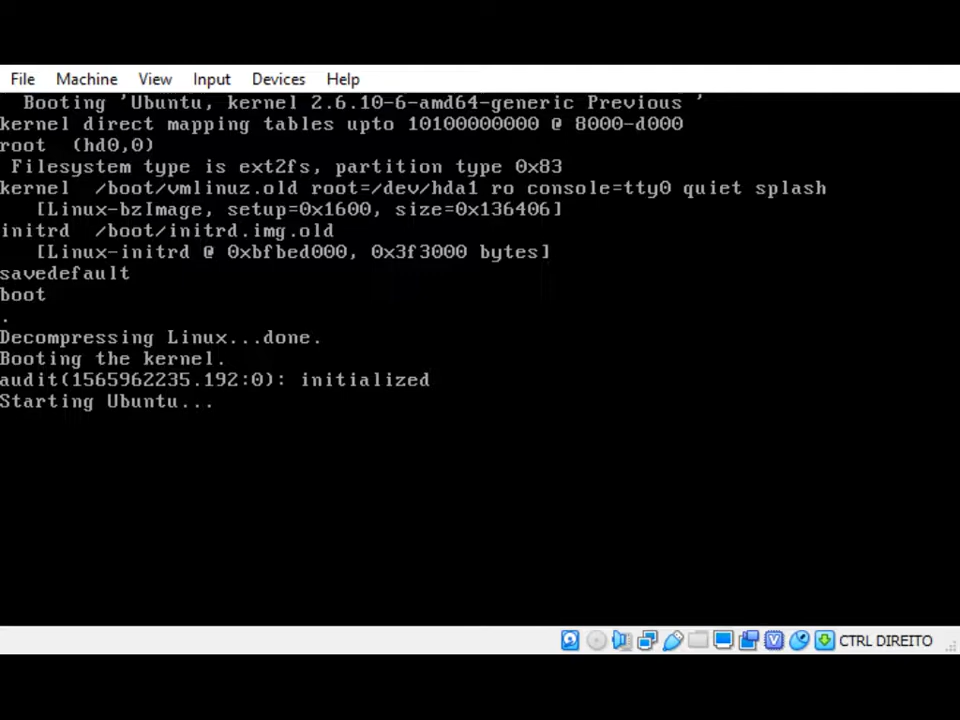 File Machine View Input Devices Help
Booting 'Ubuntu, kernel 2.6.10-6-amd64-generic Previous '
kernel direct mapping tables upto 10100000000 @ 8000-d000
root (hd0,0)
Filesystem type is ext2fs, partition type 0x83
kernel /boot/vmlinuz.old root=/dev/hda1 ro console=tty0 quiet splash
[Linux-bzImage, setup=0x1600, size=0x136406]
initrd /boot/initrd.img.old
[Linux-initrd @ 0xbfbed000, 0x3f3000 bytes]
savedefault
boot
.
Decompressing Linux...done.
Booting the kernel.
audit(1565962235.192:0): initialized
Starting Ubuntu...
CTRL DIREITO